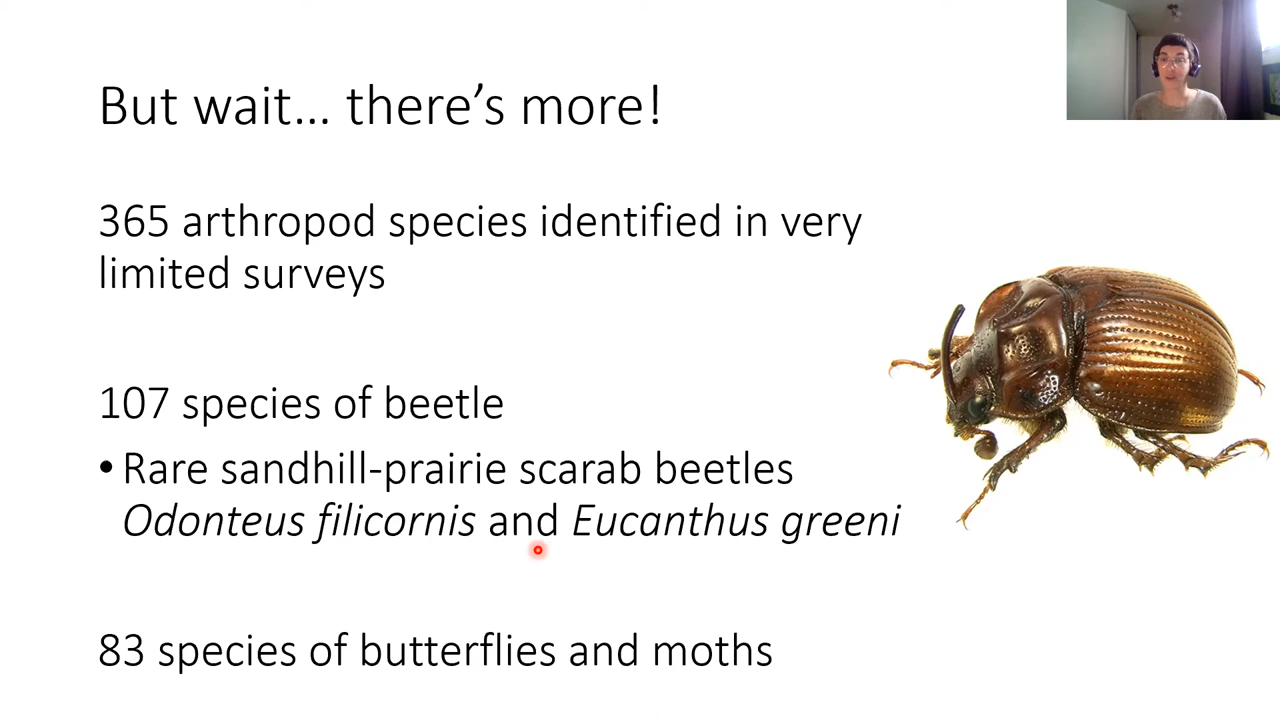 But wait... there's more!
365 arthropod species identified in very
limited surveys
107 species of beetle
• Rare sandhill-prairie scarab beetles
Odonteus filicornis and Eucanthus greeni
83 species of butterflies and moths